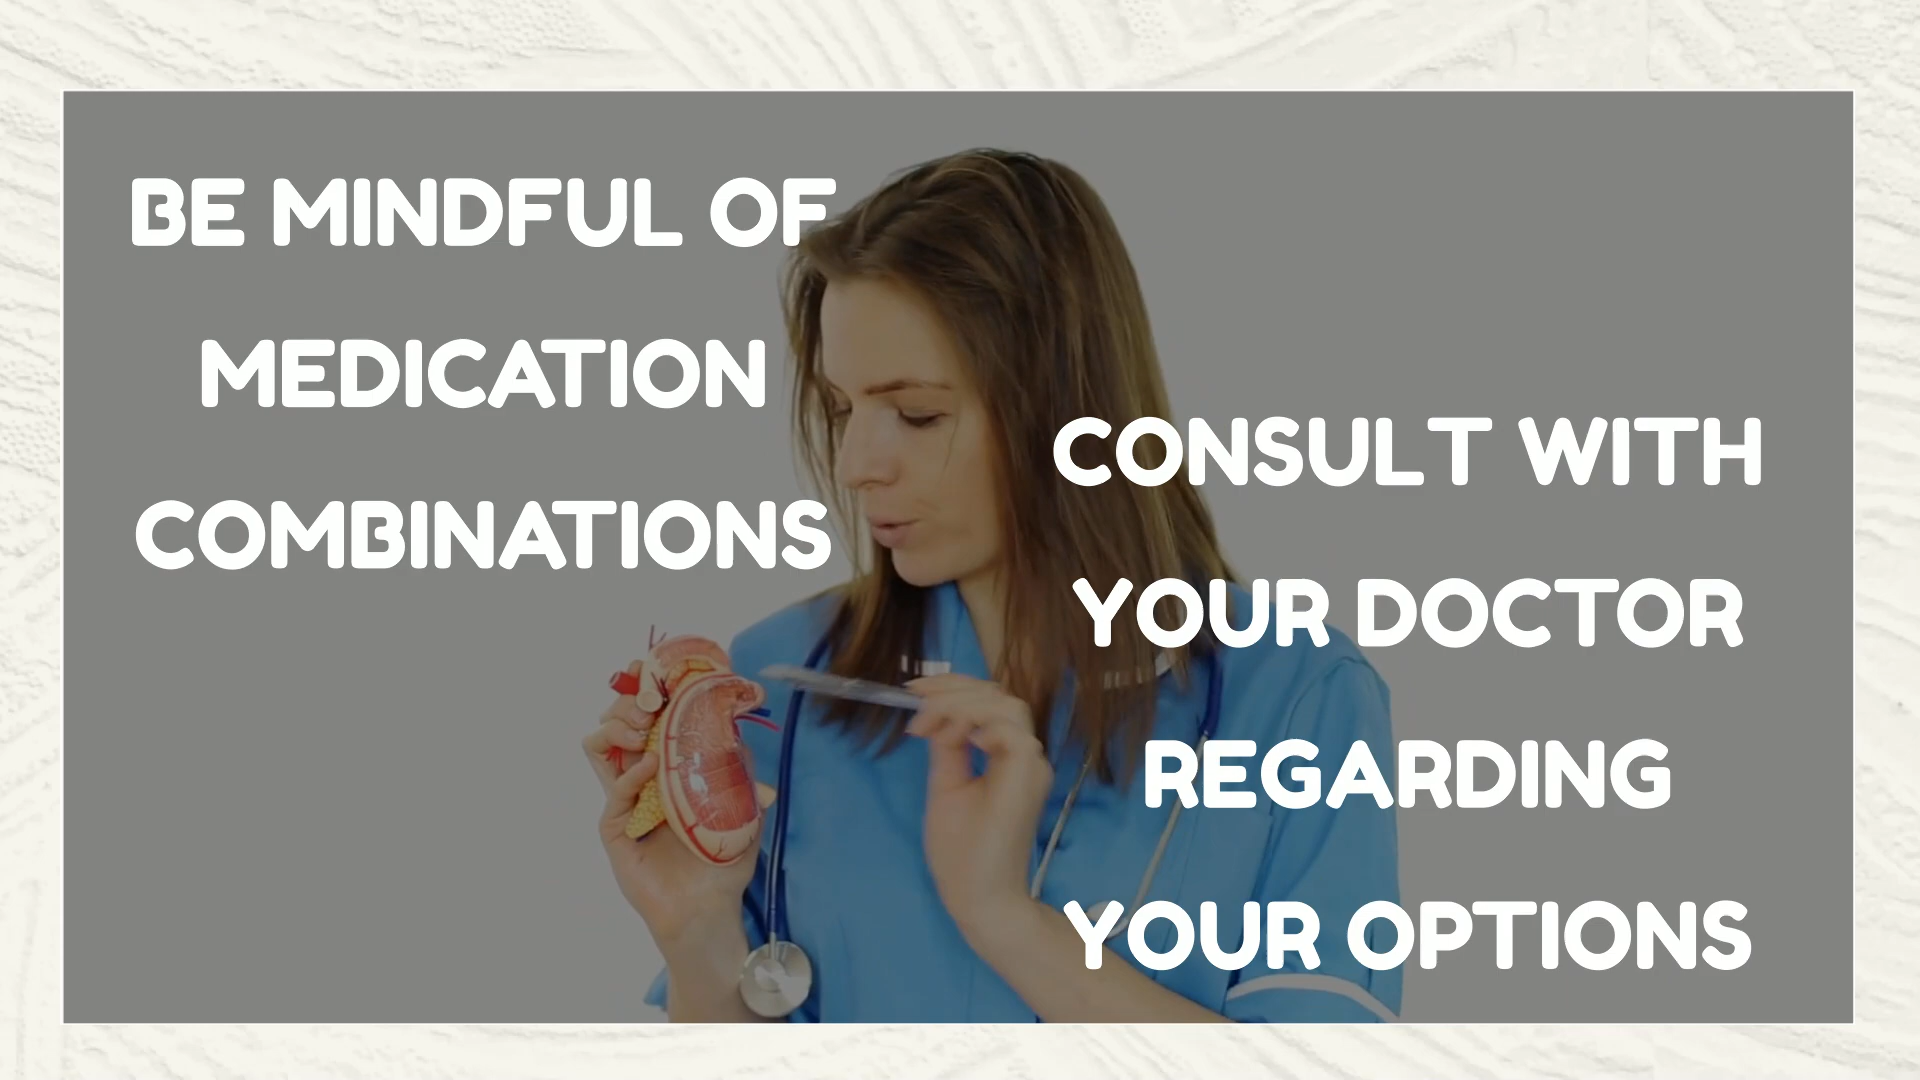 BE MINDFUL OF
MEDICATION
COMBINATIONS
CONSULT WITH
YOUR DOCTOR
REGARDING
YOUR OPTIONS